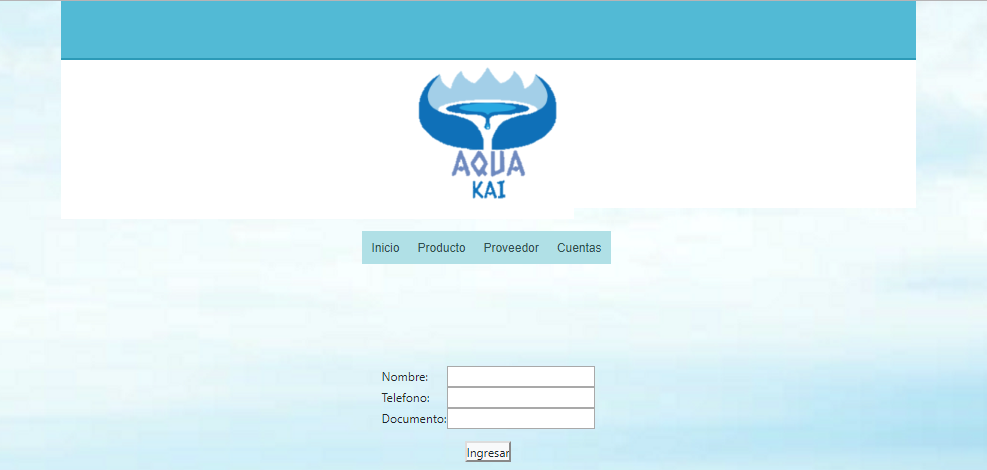 AQUA
KAI
Inicio Producto Proveedor Cuentas
Nombre:
Telefono:
Documento:
Ingresar